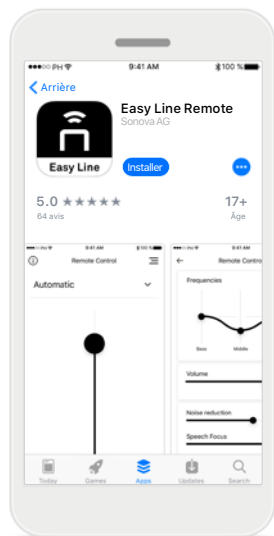 PH 9:41 AM 100 %
Arrière
Easy Line
Easy Line Remote
Sonova AG
Installer
5.0 ★★★★★
64 avis
17+
Âge
9:41 AM
Remote Control
Automatic
9:41 AM
Remote Contro
Frequencies
Bass Middle
Volume
Noise reduction
Speech Focus
Today Games Apps Updates Search